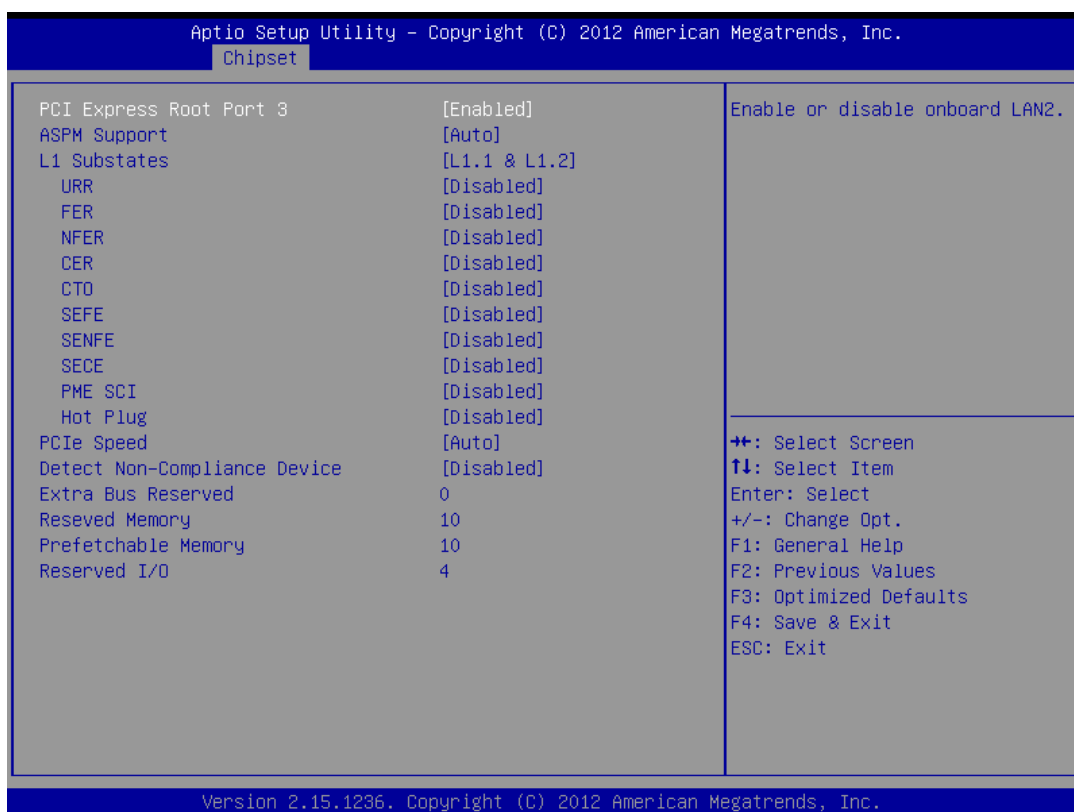 Aptio Setup Utility – Copyright (C) 2012 American Megatrends, Inc.
Chipset
PCI Express Root Port 3 [Enabled]
ASPM Support [Auto]
L1 Substates [L1.1 & L1.2]
URR [Disabled]
FER [Disabled]
NFER [Disabled]
CER [Disabled]
CTO [Disabled]
SEFE [Disabled]
SENFE [Disabled]
SECE [Disabled]
PME SCI [Disabled]
Hot Plug [Disabled]
PCIe Speed [Auto]
Detect Non-Compliance Device [Disabled]
Extra Bus Reserved 0
Reseved Memory 10
Prefetchable Memory 10
Reserved I/O 4
Enable or disable onboard LAN2.
→←: Select Screen
↑↓: Select Item
Enter: Select
+/-: Change Opt.
F1: General Help
F2: Previous Values
F3: Optimized Defaults
F4: Save & Exit
ESC: Exit
Version 2.15.1236. Copyright (C) 2012 American Megatrends, Inc.